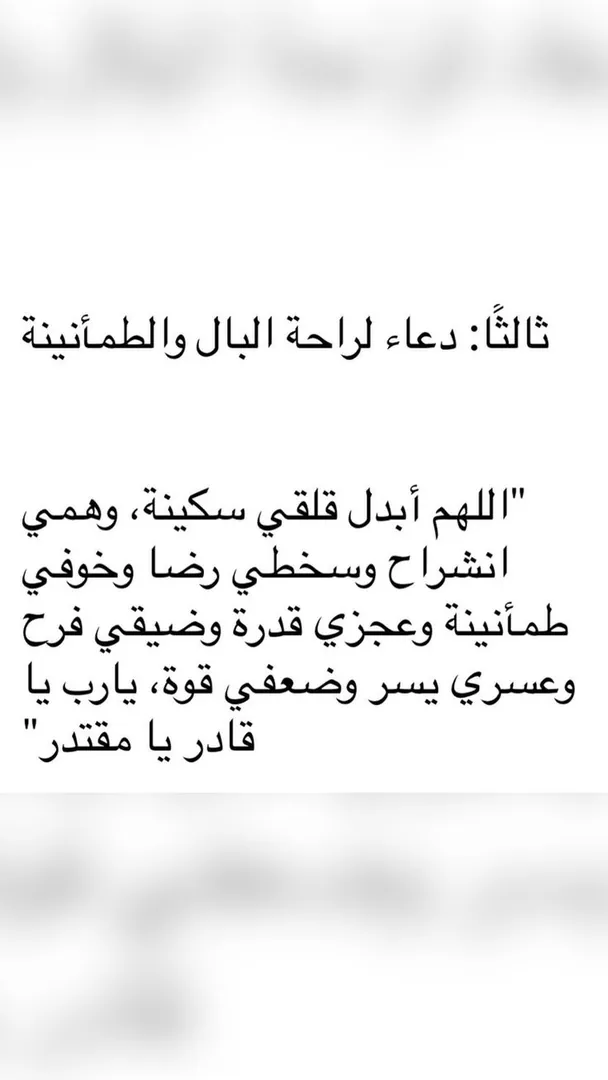 ثالثًا: دعاء لراحة البال والطمأنينة
"اللهم أبدل قلقي سكينة، وهمي
انشراح وسخطي رضا وخوفي
طمأنينة وعجزي قدرة وضيقي فرح
وعسري يسر وضعفي قوة، يارب يا
قادر يا مقتدر"